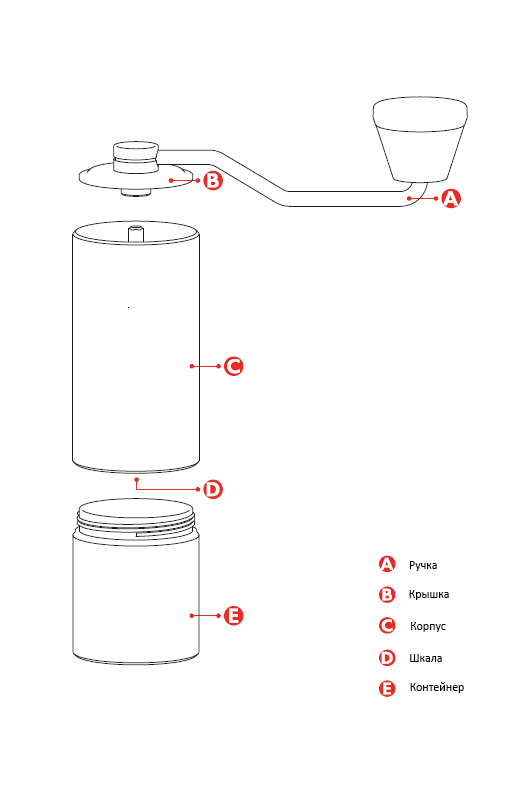 B
A
C
D
E
A Ручка
B Крышка
C Корпус
D Шкала
E Контейнер